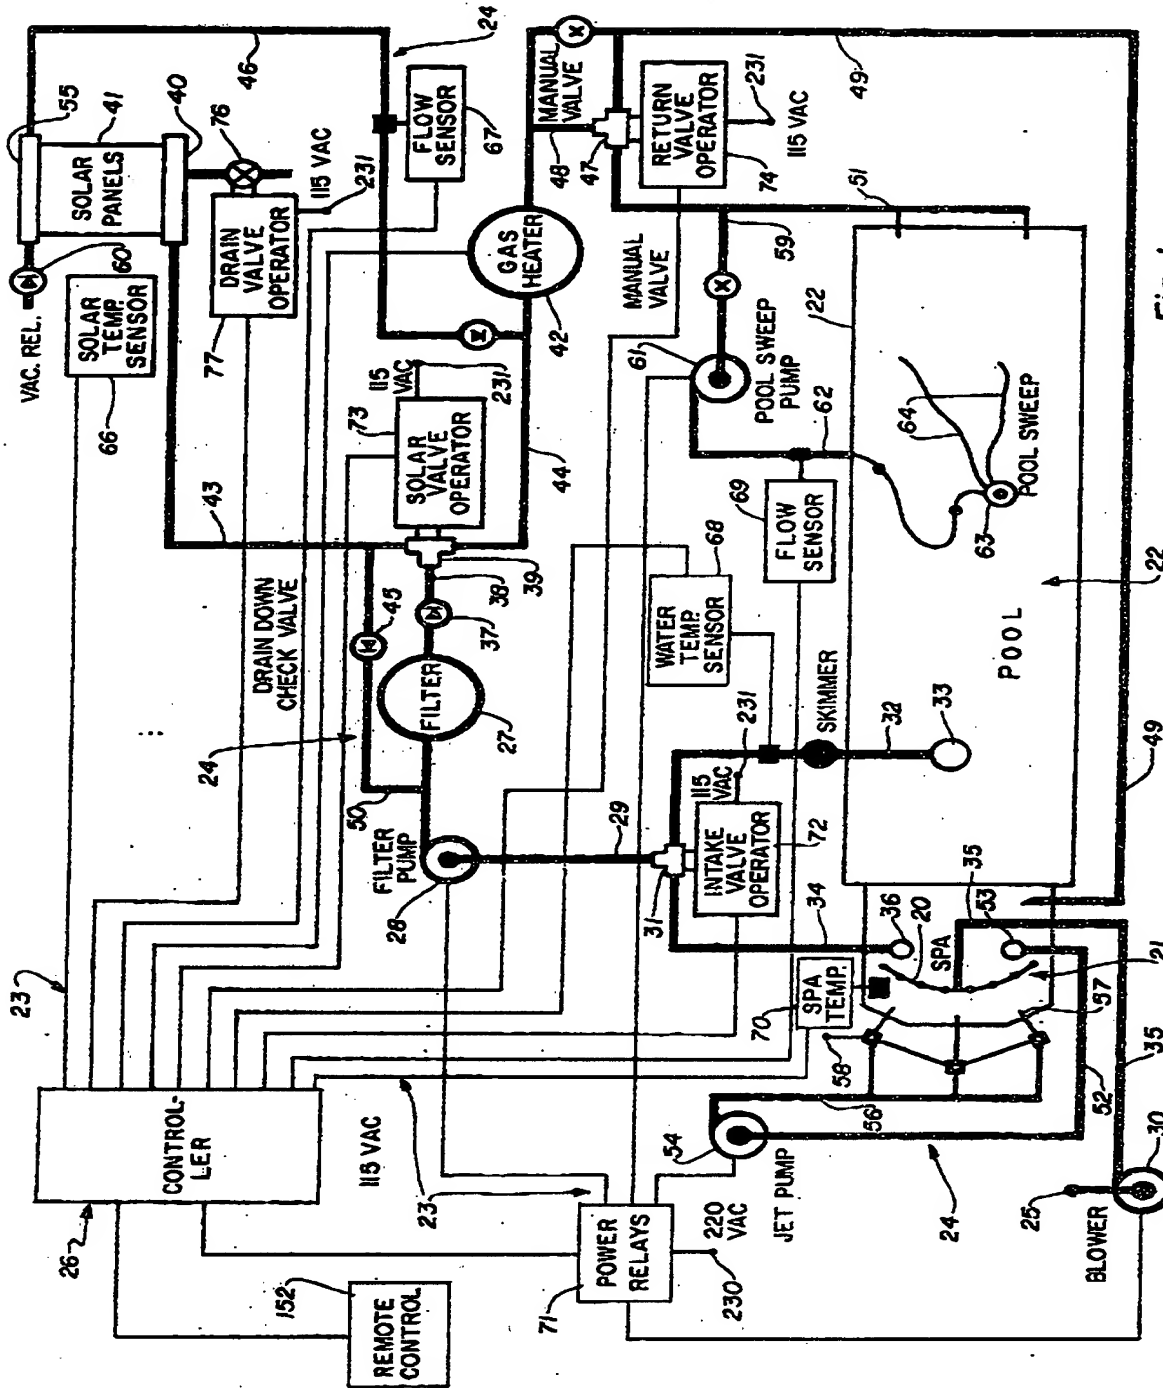 55
41
46
40
SOLAR
PANELS
76
115 VAC
231
60
VAC. REL.
SOLAR
TEMP.
SENSOR
66
DRAIN
VALVE
OPERATOR
77
24
FLOW
SENSOR
67
MANUAL
VALVE
48
47
RETURN
VALVE
OPERATOR
74
231
115 VAC
49
GAS
HEATER
42
MANUAL
VALVE
51
59
43
73
115
VAC
231
SOLAR
VALVE
OPERATOR
44
61
POOL SWEEP
PUMP
62
122
64
POOL SWEEP
63
DRAIN DOWN
CHECK VALVE
45
38
39
37
FILTER
27
24
50
FILTER
PUMP
28
29
WATER
TEMP.
SENSOR
68
69
FLOW
SENSOR
SKIMMER
32
33
POOL
22
49
31
115
VAC
231
INTAKE
VALVE
OPERATOR
72
34
35
36
20
53
SPA
21
57
70
SPA
TEMP.
58
56
52
35
23
CONTROL-
LER
26
115 VAC
23
54
JET PUMP
24
25
30
BLOWER
POWER
RELAYS
71
220
VAC
230
152
REMOTE
CONTROL